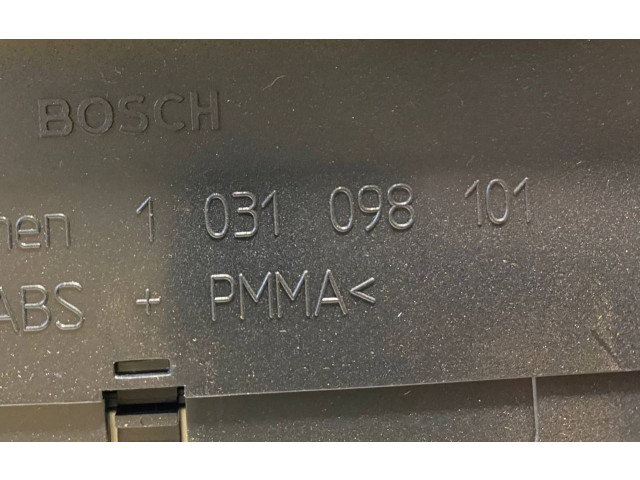 BOSCH
nen 1 031 098 101
ABS + PMMA<